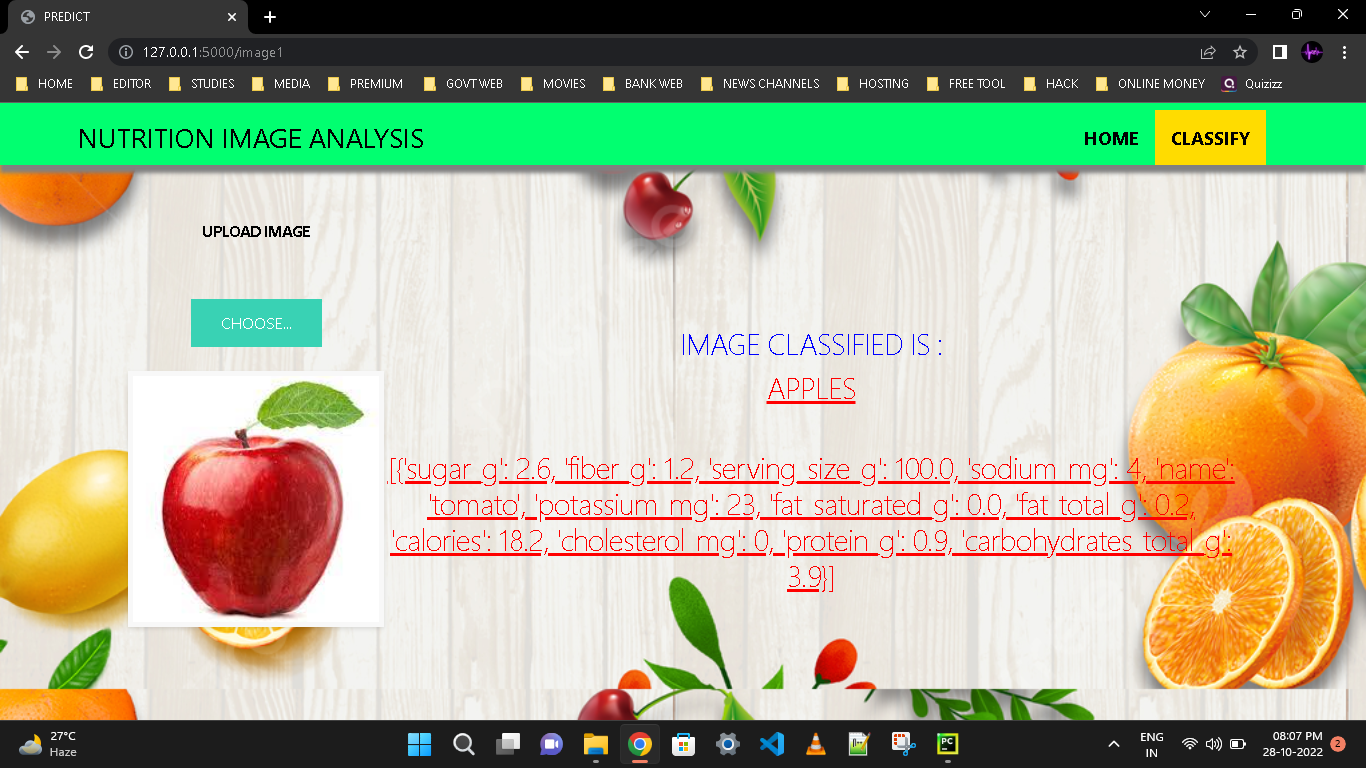 PREDICT
127.0.0.1:5000/image1
HOME EDITOR STUDIES MEDIA PREMIUM GOVT WEB MOVIES BANK WEB NEWS CHANNELS HOSTING FREE TOOL HACK ONLINE MONEY Quizizz
NUTRITION IMAGE ANALYSIS HOME CLASSIFY
UPLOAD IMAGE
CHOOSE...
IMAGE CLASSIFIED IS :
APPLES
[{'sugar_g': 2.6, 'fiber_g': 1.2, 'serving_size_g': 100.0, 'sodium_mg': 4, 'name':
'tomato', 'potassium_mg': 23, 'fat_saturated_g': 0.0, 'fat_total_g': 0.2,
'calories': 18.2, 'cholesterol_mg': 0, 'protein_g': 0.9, 'carbohydrates_total_g':
3.9}]
27°C
Haze
PC
ENG
IN
08:07 PM
28-10-2022
2